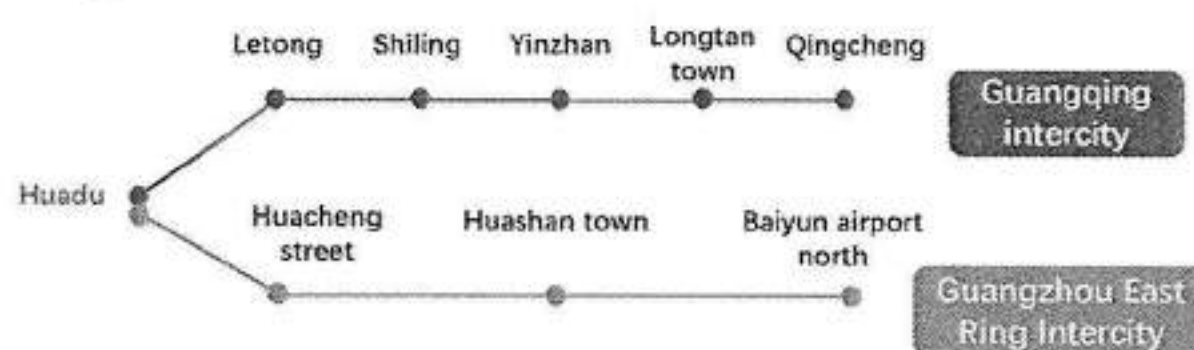 Letong
Shiling
Yinzhan
Longtan
town
Qingcheng
Guangqing
intercity
Huadu
Huacheng
street
Huashan town
Baiyun airport
north
Guangzhou East
Ring Intercity